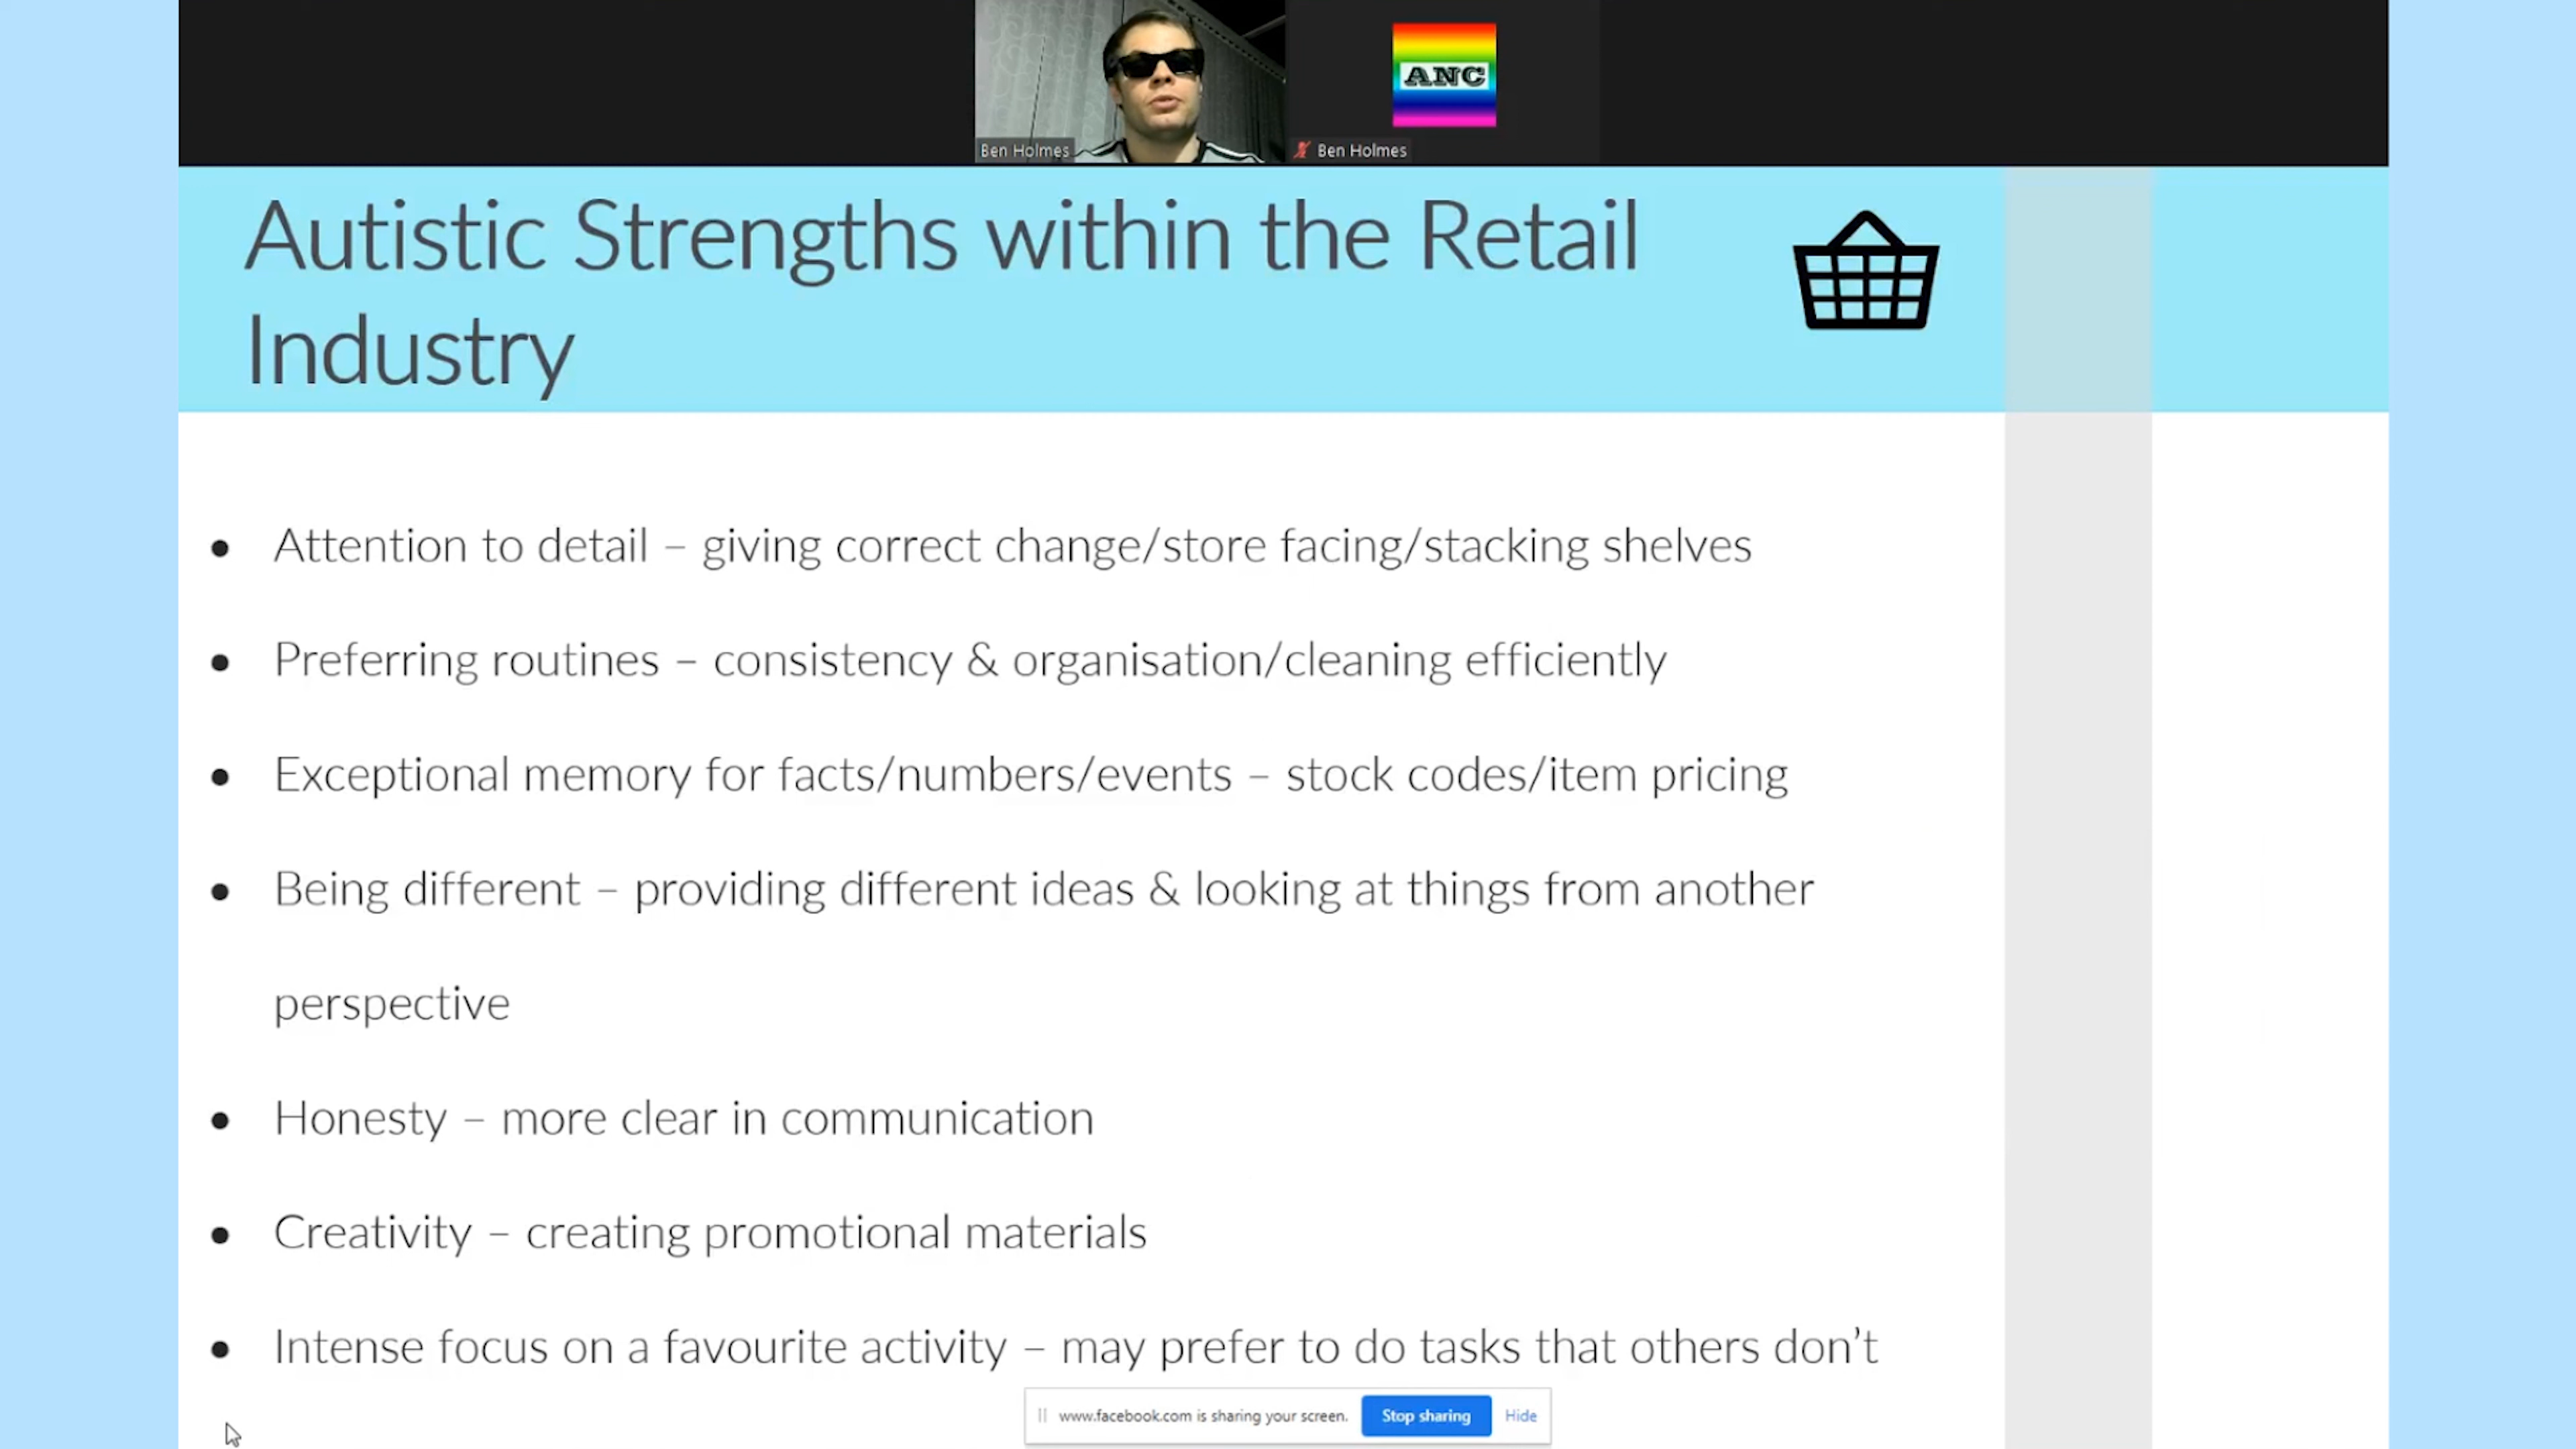 ANC
Ben Holmes
Ben Holmes
Autistic Strengths within the Retail
Industry
• Attention to detail – giving correct change/store facing/stacking shelves
• Preferring routines – consistency & organisation/cleaning efficiently
• Exceptional memory for facts/numbers/events – stock codes/item pricing
• Being different – providing different ideas & looking at things from another
perspective
• Honesty – more clear in communication
• Creativity – creating promotional materials
• Intense focus on a favourite activity – may prefer to do tasks that others don’t
www.facebook.com is sharing your screen. Stop sharing Hide